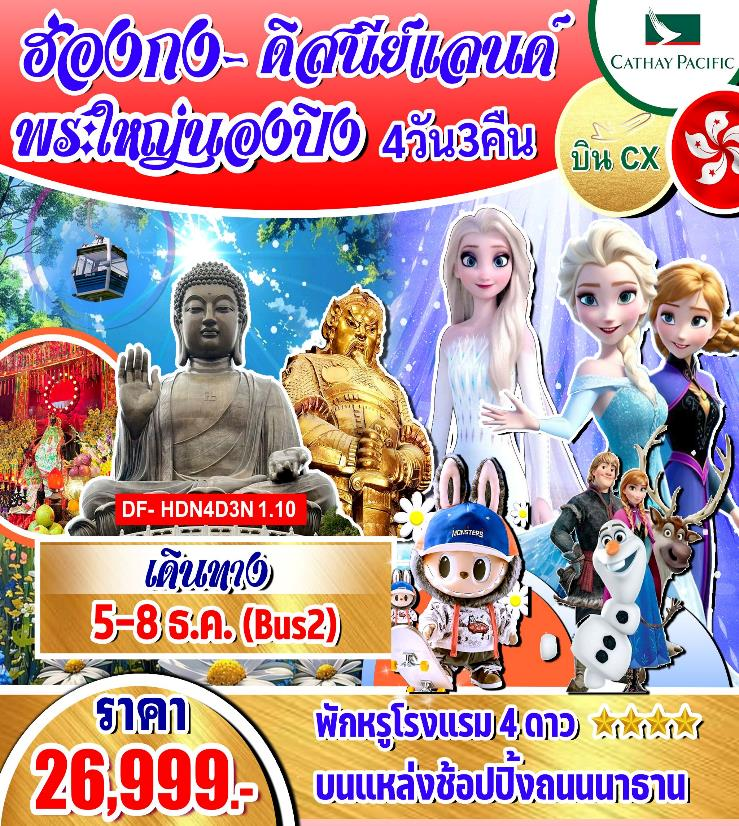 ฮ่องกง- ดิสนีย์แลนด์
พระใหญ่นองปิง 4วัน3คืน
CATHAY PACIFIC
บิน CX
DF- HDN4D3N 1.10
MONSTERS
เดินทาง
5-8 ธ.ค. (Bus2)
ราคา
26,999.-
พักหรูโรงแรม 4 ดาว
บนแหล่งช้อปปิ้งถนนนาธาน